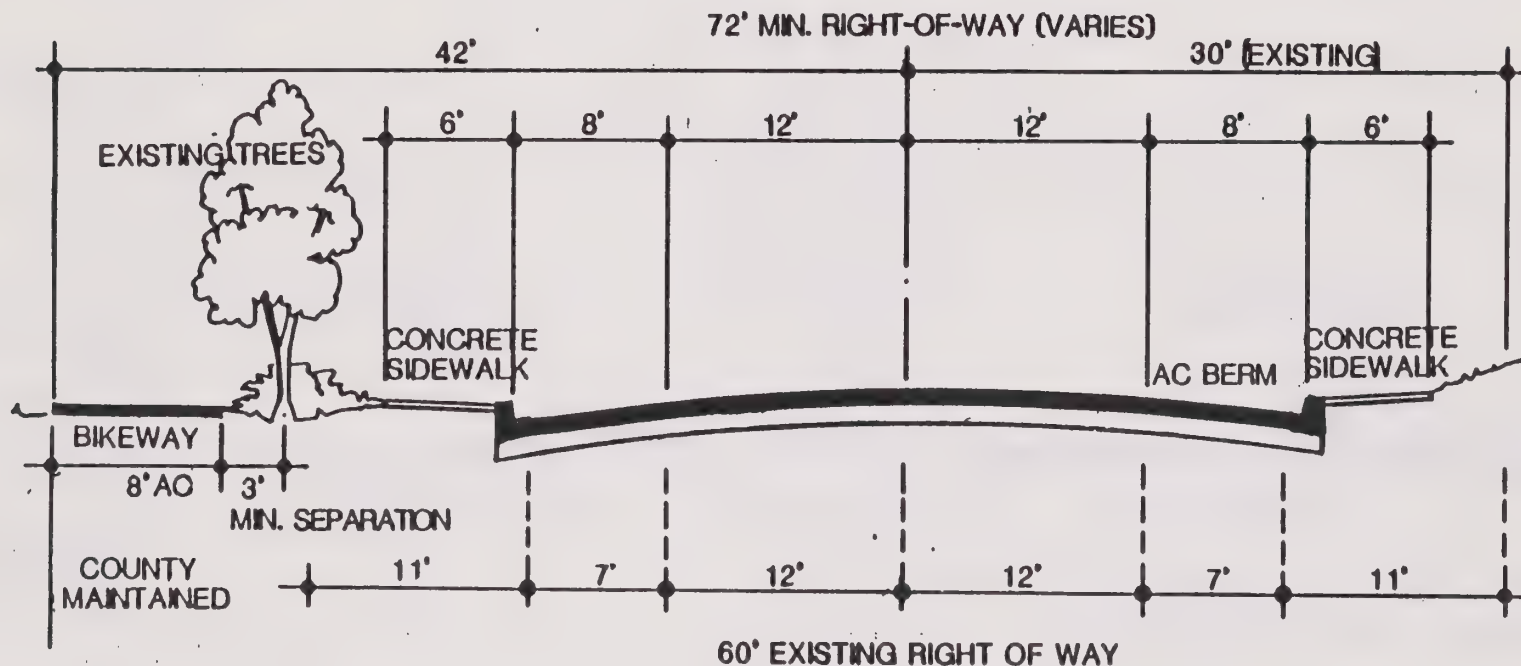 72' MIN. RIGHT-OF-WAY (VARIES)
42'
30' (EXISTING)
6'
8'
12'
12'
8'
6'
EXISTING TREES
CONCRETE
SIDEWALK
AC BERM
CONCRETE
SIDEWALK
BIKEWAY
8' AC
3'
MIN. SEPARATION
COUNTY
MAINTAINED
11'
7'
12'
12'
7'
11'
60' EXISTING RIGHT OF WAY